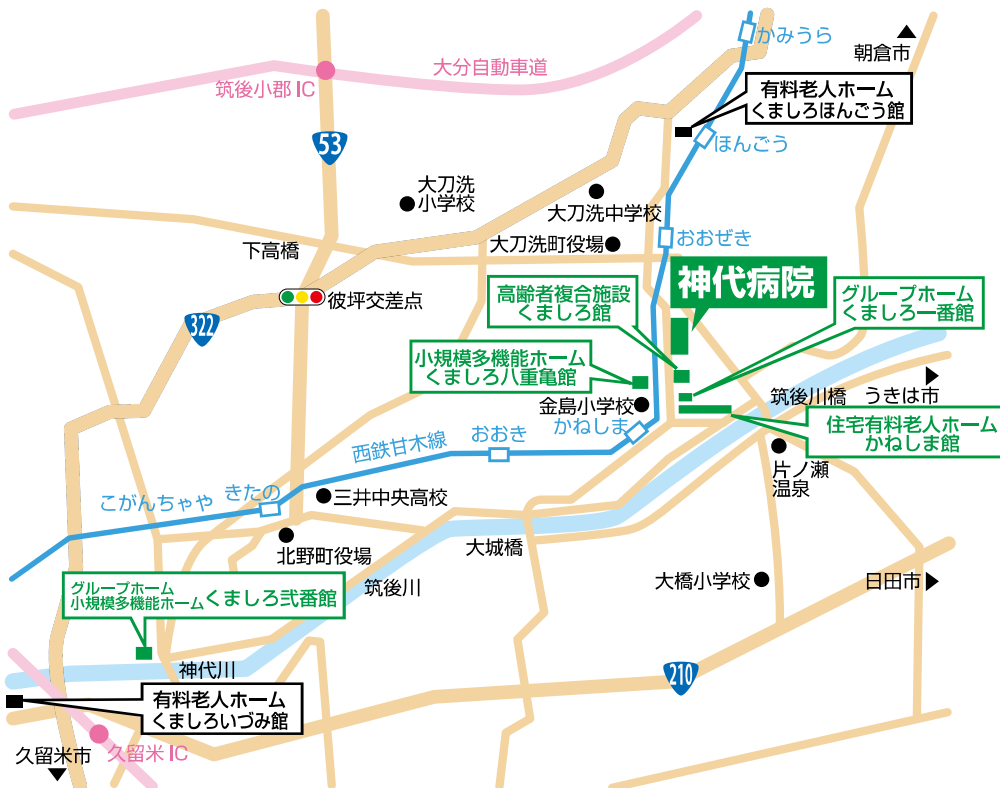 かみうら
朝倉市
大分自動車道
筑後小郡IC
有料老人ホーム
くましろほんごう館
53
ほんごう
大刀洗
小学校
大刀洗中学校
下高橋
大刀洗町役場
おおぜき
神代病院
高齢者複合施設
くましろ館
グループホーム
くましろ一番館
彼坪交差点
322
小規模多機能ホーム
くましろ八重亀館
金島小学校
かねしま
筑後川橋
うきは市
住宅有料老人ホーム
かねしま館
西鉄甘木線
おおき
片ノ瀬
温泉
こがんちゃや
きたの
三井中央高校
北野町役場
大城橋
筑後川
大橋小学校
日田市
グループホーム
小規模多機能ホーム くましろ弐番館
神代川
210
有料老人ホーム
くましろいづみ館
久留米市
久留米IC